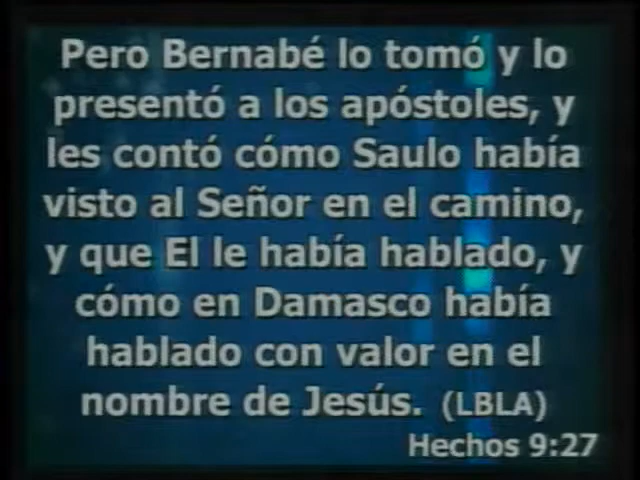 Pero Bernabé lo tomó y lo
presentó a los apóstoles, y
les contó cómo Saulo había
visto al Señor en el camino,
y que El le había hablado, y
cómo en Damasco había
hablado con valor en el
nombre de Jesús. (LBLA)
Hechos 9:27